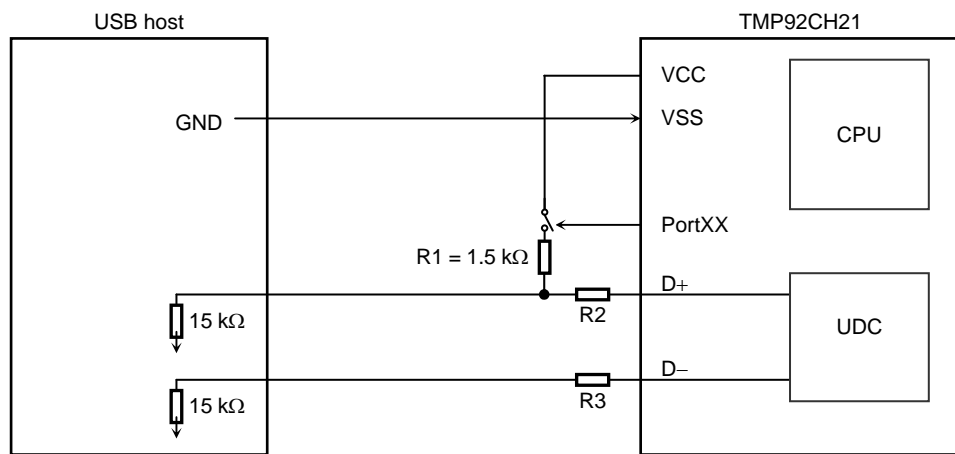 USB host
TMP92CH21
VCC
GND
VSS
CPU
PortXX
R1 = 1.5 kΩ
D+
15 kΩ
R2
UDC
D−
15 kΩ
R3